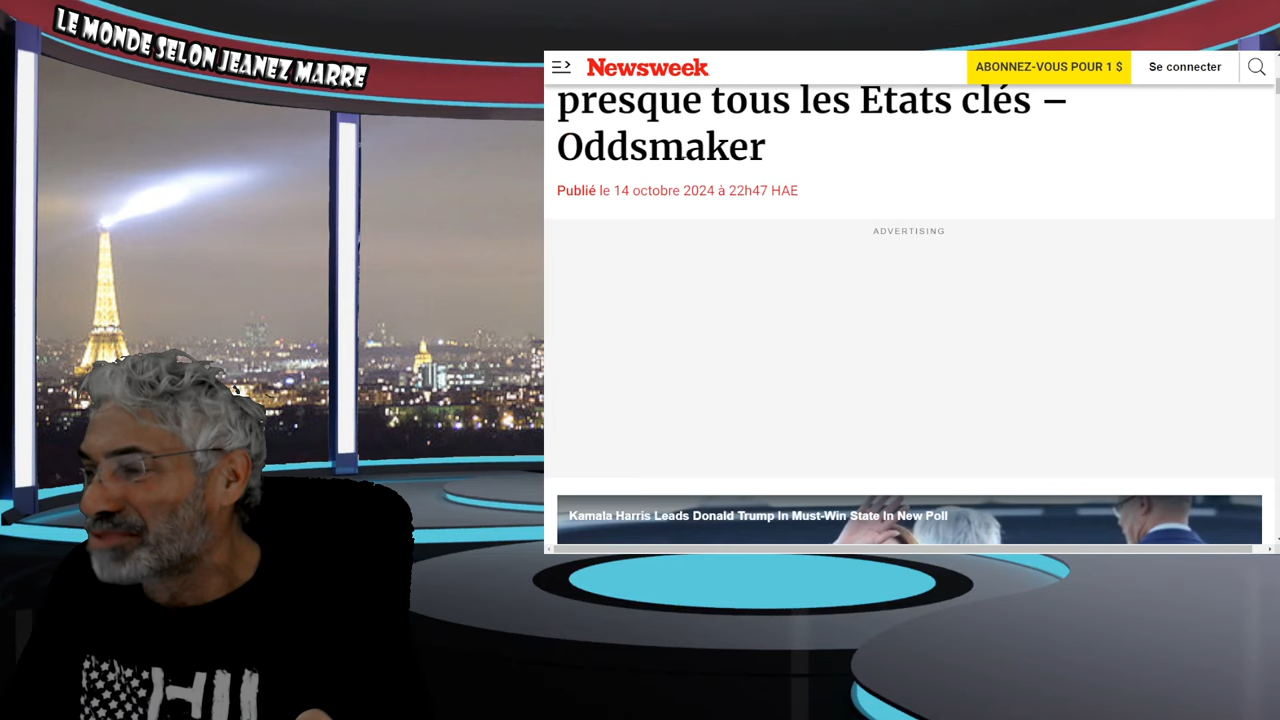 LE MONDE SELON JEANEZ MARRE
Newsweek
ABONNEZ-VOUS POUR 1 $
Se connecter
presque tous les États clés –
Oddsmaker
Publié le 14 octobre 2024 à 22h47 HAE
ADVERTISING
Kamala Harris Leads Donald Trump In Must-Win State In New Poll